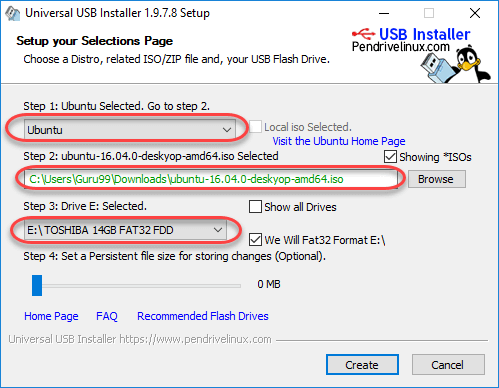 Universal USB Installer 1.9.7.8 Setup
Setup your Selections Page
Choose a Distro, related ISO/ZIP file and, your USB Flash Drive.
USB Installer
Pendrivelinux.com
Step 1: Ubuntu Selected. Go to step 2.
Ubuntu
Local iso Selected.
Visit the Ubuntu Home Page
Step 2: ubuntu-16.04.0-deskyop-amd64.iso Selected
Showing *ISOs
C:\Users\Guru99\Downloads\ubuntu-16.04.0-deskyop-amd64.iso
Browse
Step 3: Drive E: Selected.
Show all Drives
E:\ TOSHIBA 14GB FAT32 FDD
We Will Fat32 Format E:\
Step 4: Set a Persistent file size for storing changes (Optional).
0 MB
Home Page FAQ Recommended Flash Drives
Universal USB Installer https://www.pendrivelinux.com
Create Cancel